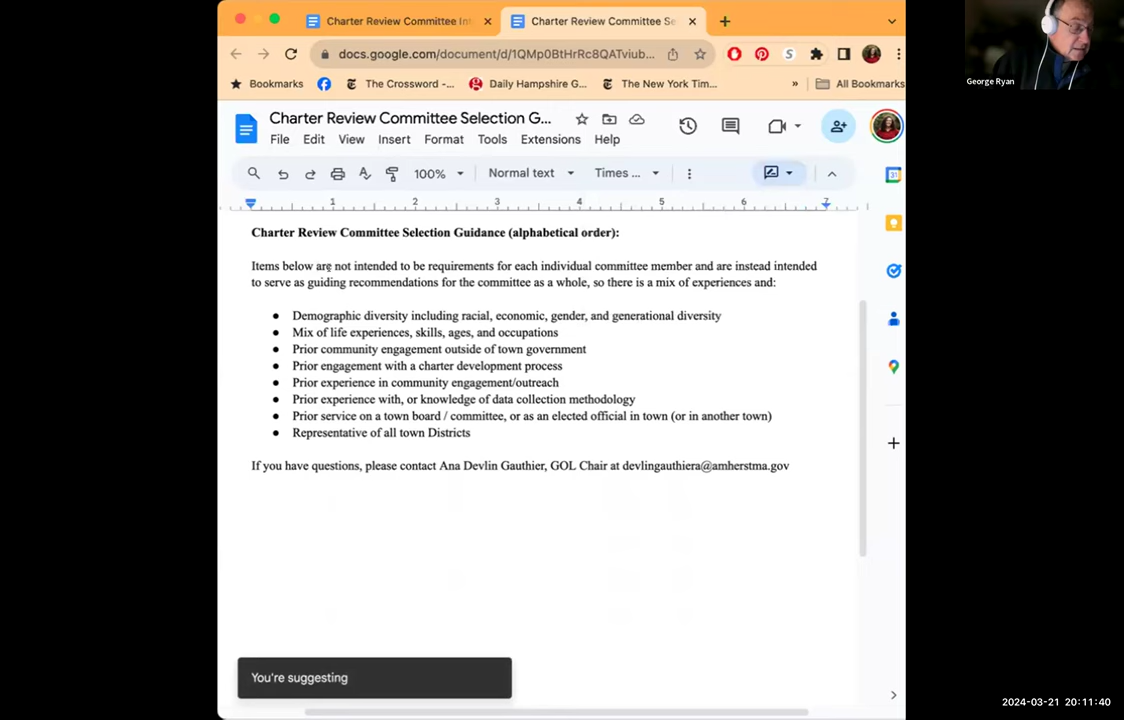 Charter Review Committee Int
Charter Review Committee Se
docs.google.com/document/d/1QMp0BtHrRc8QATviub...
Bookmarks
The Crossword -...
Daily Hampshire G...
The New York Tim...
»
All Bookmarks
Charter Review Committee Selection G...
File Edit View Insert Format Tools Extensions Help
100% Normal text Times ...
1 2 3 4 5 6 7
Charter Review Committee Selection Guidance (alphabetical order):
Items below are not intended to be requirements for each individual committee member and are instead intended
to serve as guiding recommendations for the committee as a whole, so there is a mix of experiences and:
● Demographic diversity including racial, economic, gender, and generational diversity
● Mix of life experiences, skills, ages, and occupations
● Prior community engagement outside of town government
● Prior engagement with a charter development process
● Prior experience in community engagement/outreach
● Prior experience with, or knowledge of data collection methodology
● Prior service on a town board / committee, or as an elected official in town (or in another town)
● Representative of all town Districts
If you have questions, please contact Ana Devlin Gauthier, GOL Chair at devlingauthiera@amherstma.gov
You're suggesting
George Ryan
2024-03-21 20:11:40